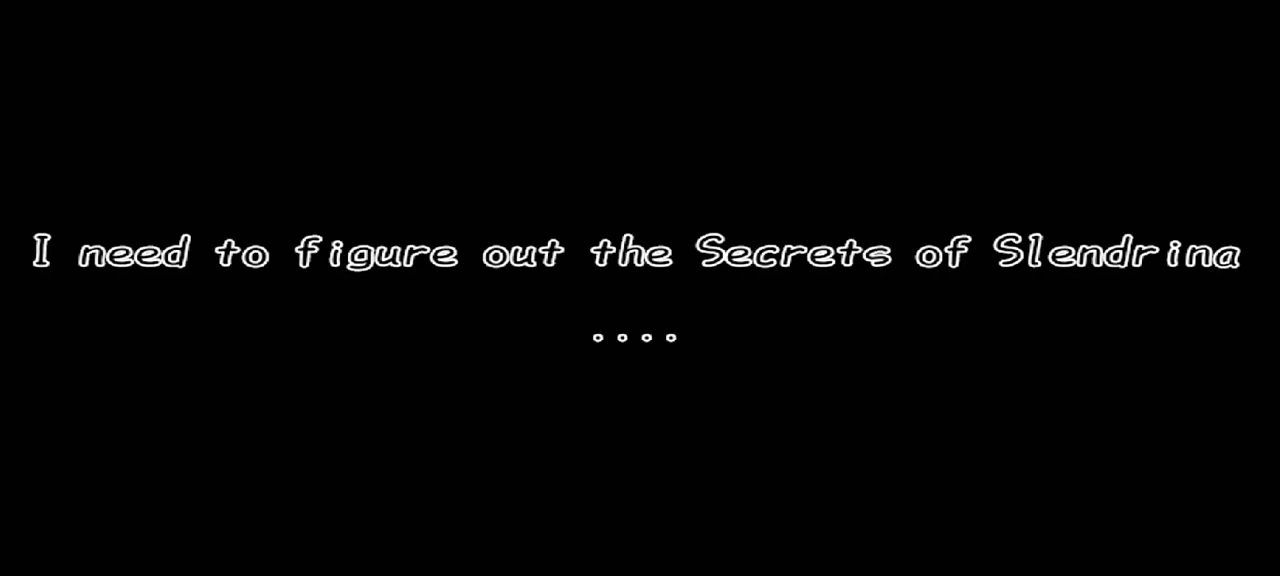 I need to figure out the Secrets of Slendrina
....